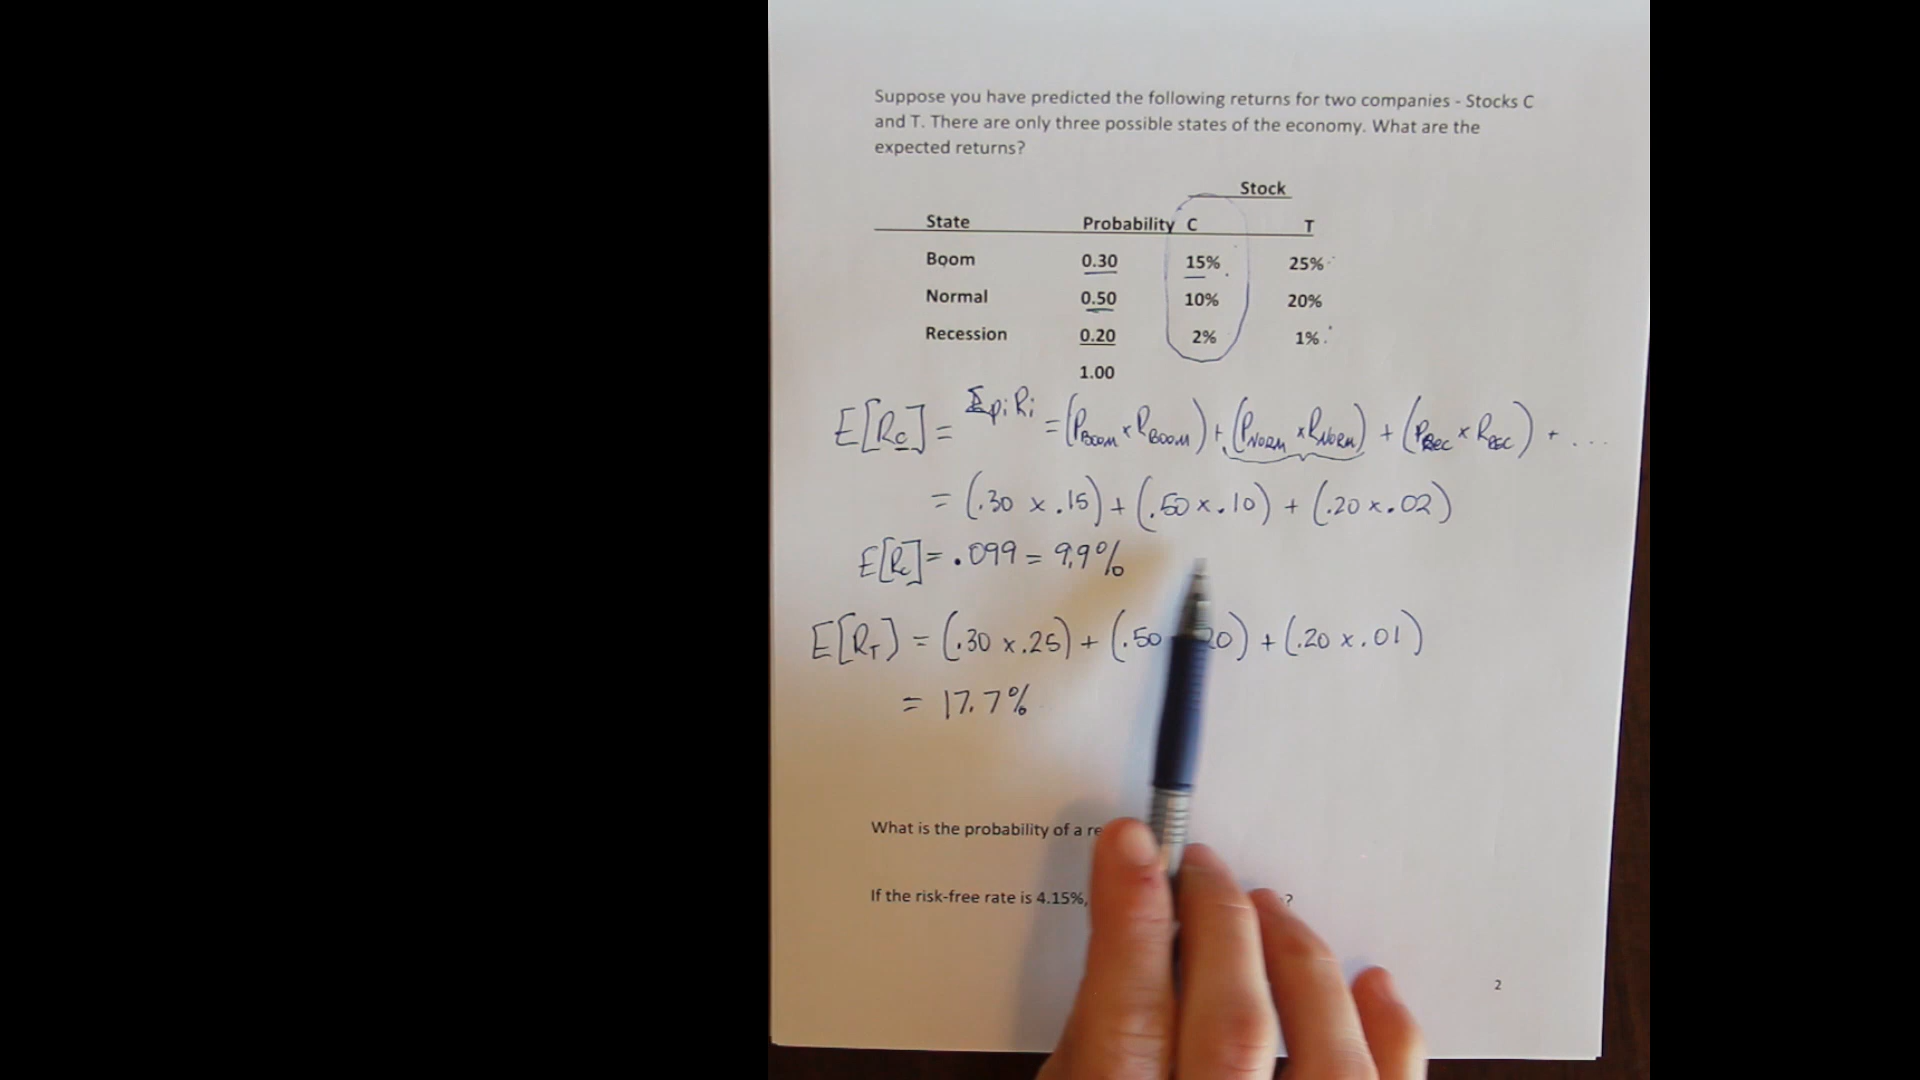 Suppose you have predicted the following returns for two companies - Stocks C
and T. There are only three possible states of the economy. What are the
expected returns?
Stock
State Probability C T
Boom 0.30 15% 25%
Normal 0.50 10% 20%
Recession 0.20 2% 1%
1.00
E[Rc] = Σpi Ri = (PBOOM x RBOOM) + (PNORM x RNORM) + (PREC x RREC) + ...
= (.30 x .15) + (.50 x .10) + (.20 x .02)
E[Rc] = .099 = 9.9%
E[RT) = (.30 x .25) + (.50 20) + (.20 x .01)
= 17.7%
What is the probability of a
If the risk-free rate is 4.15%, ?
2